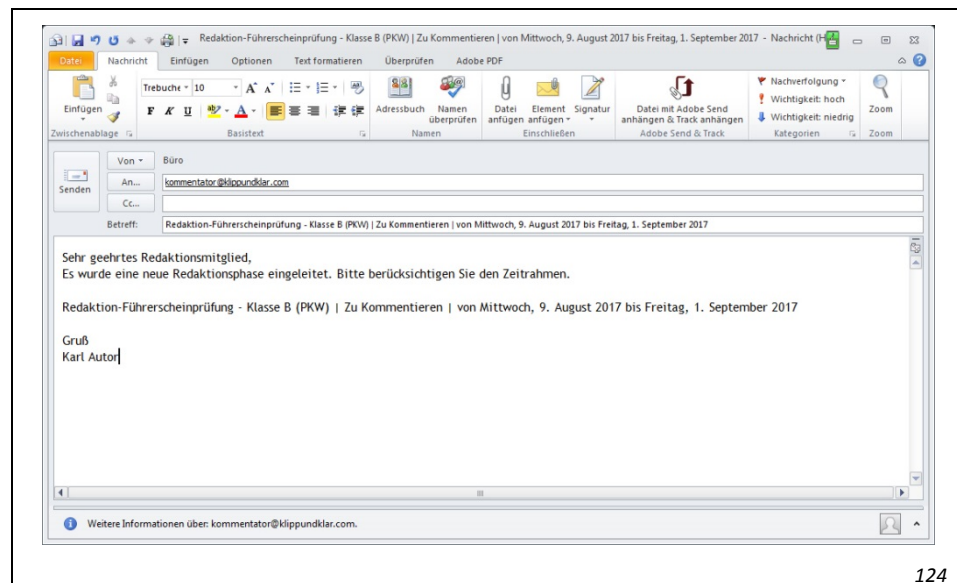 Redaktion-Führerscheinprüfung - Klasse B (PKW) | Zu Kommentieren | von Mittwoch, 9. August 2017 bis Freitag, 1. September 2017 - Nachricht (H
Datei Nachricht Einfügen Optionen Text formatieren Überprüfen Adobe PDF
Trebuche 10
Einfügen
F K U
Adressbuch Namen überprüfen
Datei anfügen Element anfügen Signatur
Datei mit Adobe Send anhängen & Track anhängen
Nachverfolgung
Wichtigkeit: hoch
Wichtigkeit: niedrig
Zoom
Zwischenablage Basistext Namen Einschließen Adobe Send & Track Kategorien Zoom
Von Büro
Senden
An... kommentator@klippundklar.com
Cc...
Betreff: Redaktion-Führerscheinprüfung - Klasse B (PKW) | Zu Kommentieren | von Mittwoch, 9. August 2017 bis Freitag, 1. September 2017
Sehr geehrtes Redaktionsmitglied,
Es wurde eine neue Redaktionsphase eingeleitet. Bitte berücksichtigen Sie den Zeitrahmen.
Redaktion-Führerscheinprüfung - Klasse B (PKW) | Zu Kommentieren | von Mittwoch, 9. August 2017 bis Freitag, 1. September 2017
Gruß
Karl Autor
Weitere Informationen über: kommentator@klippundklar.com.
124